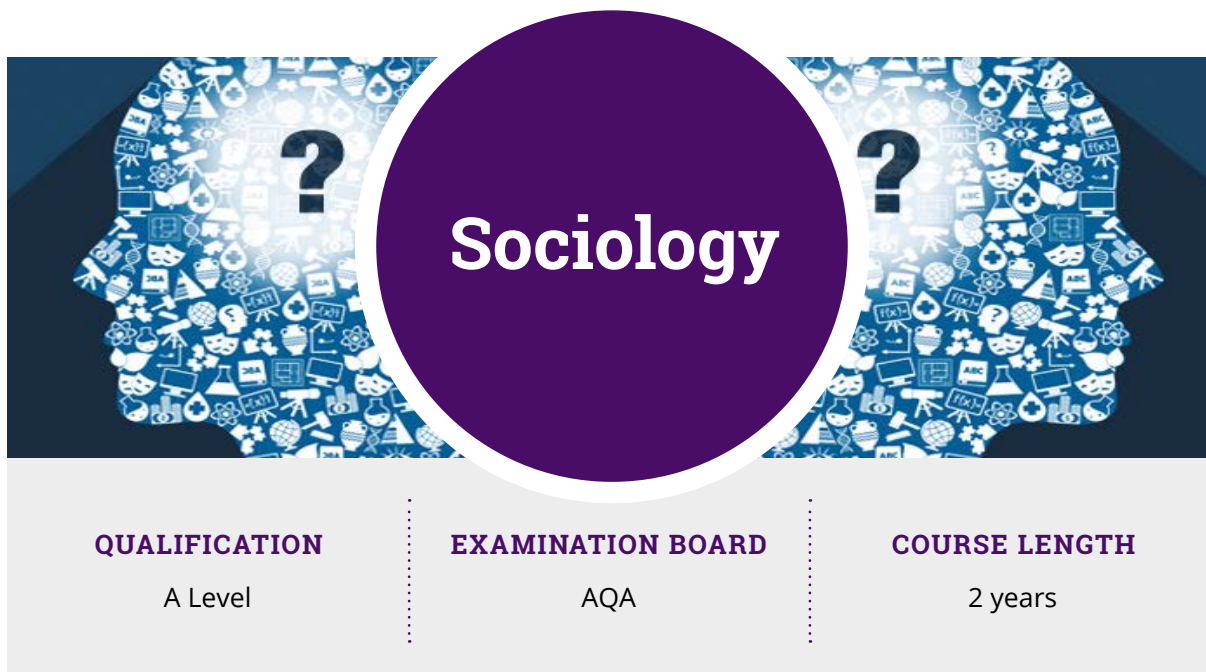 ?
?
Sociology
QUALIFICATION
A Level
EXAMINATION BOARD
AQA
COURSE LENGTH
2 years